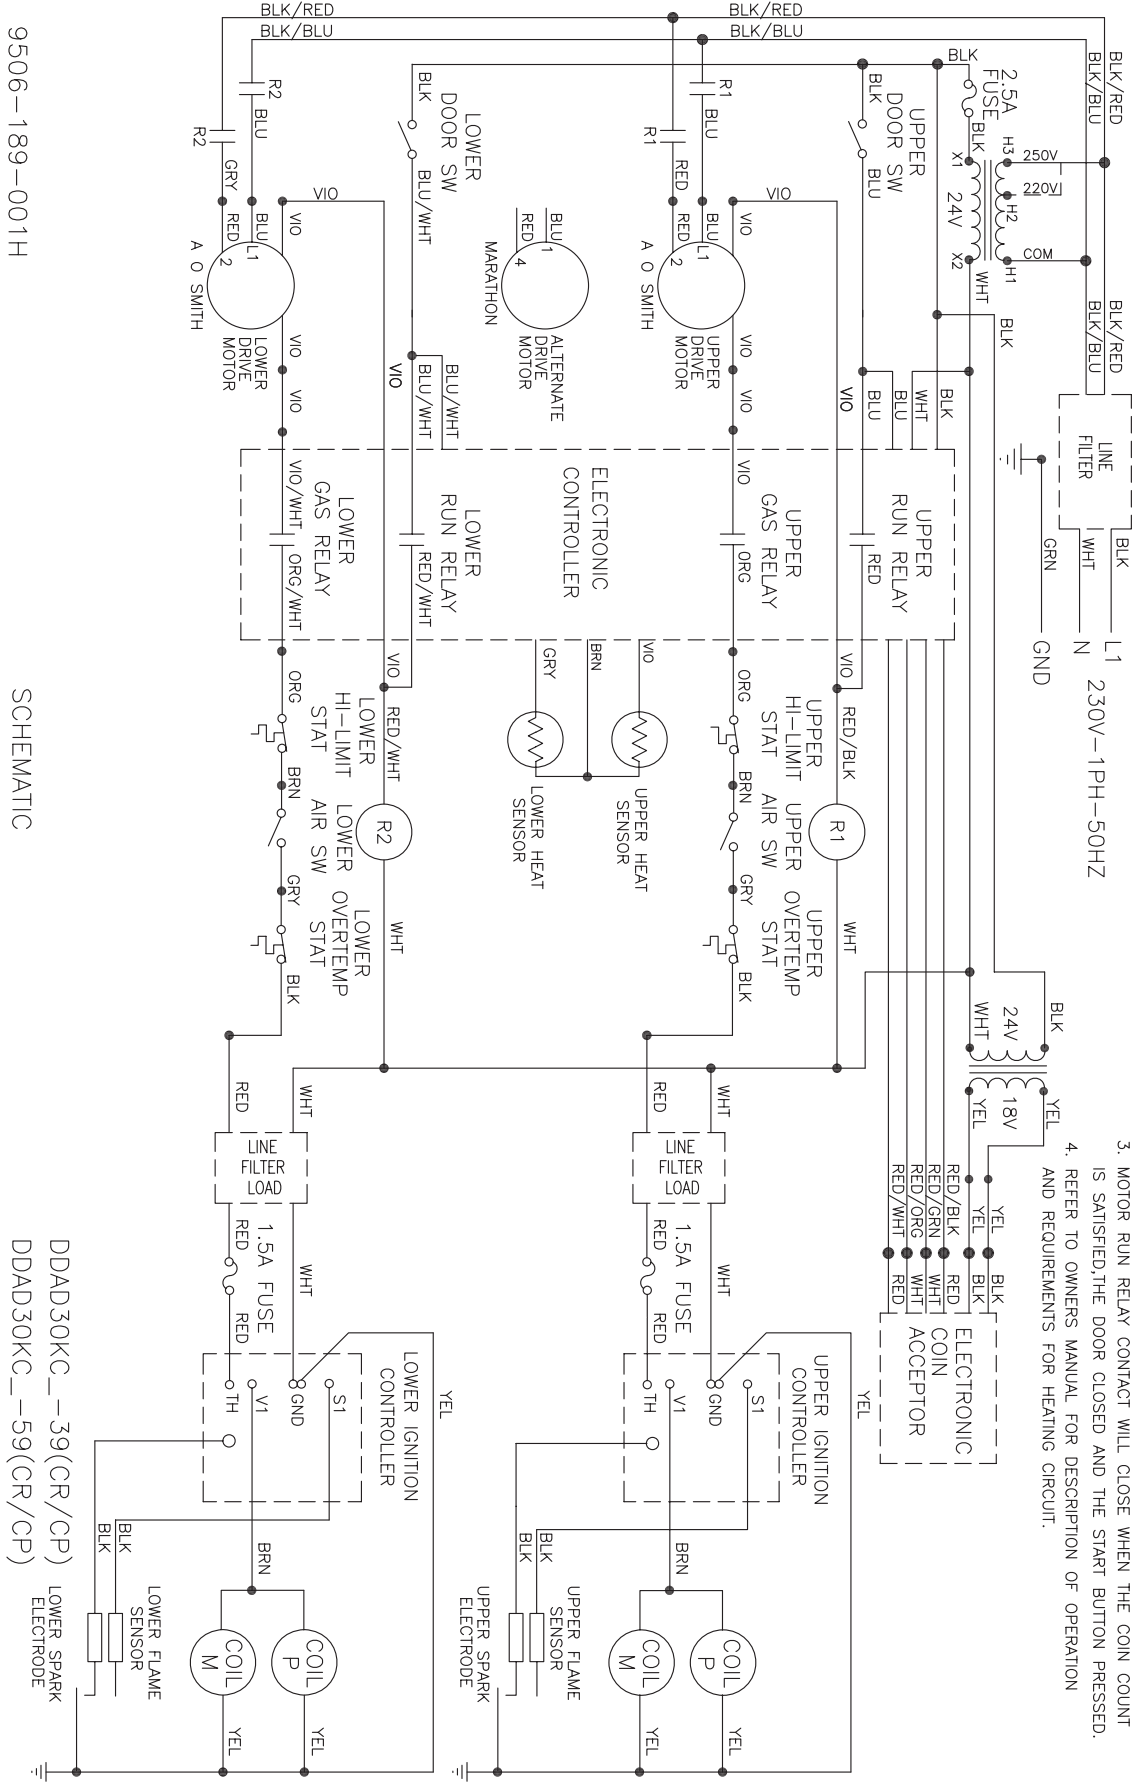 3. MOTOR RUN RELAY CONTACT WILL CLOSE WHEN THE COIN COUNT
IS SATISFIED,THE DOOR CLOSED AND THE START BUTTON PRESSED.
4. REFER TO OWNERS MANUAL FOR DESCRIPTION OF OPERATION
AND REQUIREMENTS FOR HEATING CIRCUIT.
BLK/RED
BLK/BLU
BLK/RED
BLK/BLU
LINE
FILTER
BLK
WHT
GRN
L1
N
GND
230V-1PH-50HZ
BLK/RED
BLK/BLU
BLK/RED
BLK/BLU
BLK
2.5A
FUSE
BLK
H3
250V
220V
H2
COM
H1
X1
24V
X2
WHT
BLK
BLK
WHT
BLU
BLU
VIO
BLK
24V
WHT
18V
YEL
YEL
YEL
YEL
BLK
BLK
RED/BLK
RED/GRN
RED/ORG
RED/WHT
RED
WHT
WHT
RED
ELECTRONIC
COIN
ACCEPTOR
BLK
UPPER
DOOR SW
BLU
UPPER
RUN RELAY
RED
VIO
RED/BLK
R1
WHT
VIO
R1
BLU
R1
RED
VIO
BLU
RED
L1
2
A O SMITH
UPPER
DRIVE
MOTOR
VIO
VIO
VIO
UPPER
GAS RELAY
ORG
ORG
UPPER
HI-LIMIT
STAT
BRN
UPPER
AIR SW
GRY
UPPER
OVERTEMP
STAT
BLK
ELECTRONIC
CONTROLLER
VIO
BRN
GRY
UPPER HEAT
SENSOR
LOWER HEAT
SENSOR
BLU
RED
1
4
MARATHON
ALTERNATE
DRIVE
MOTOR
WHT
RED
LINE
FILTER
LOAD
WHT
RED
1.5A FUSE
RED
UPPER IGNITION
CONTROLLER
S1
GND
V1
TH
YEL
BRN
COIL
P
COIL
M
YEL
YEL
BLK
BLK
UPPER FLAME
SENSOR
UPPER SPARK
ELECTRODE
BLK
LOWER
DOOR SW
BLU/WHT
BLU/WHT
BLU/WHT
VIO
LOWER
RUN RELAY
RED/WHT
VIO
RED/WHT
R2
WHT
VIO
R2
BLU
R2
GRY
VIO
BLU
RED
L1
2
A O SMITH
LOWER
DRIVE
MOTOR
VIO
VIO
VIO/WHT
LOWER
GAS RELAY
ORG/WHT
ORG
LOWER
HI-LIMIT
STAT
BRN
LOWER
AIR SW
GRY
LOWER
OVERTEMP
STAT
BLK
WHT
RED
LINE
FILTER
LOAD
WHT
RED
1.5A FUSE
RED
LOWER IGNITION
CONTROLLER
S1
GND
V1
TH
YEL
BRN
COIL
P
COIL
M
YEL
YEL
BLK
BLK
LOWER FLAME
SENSOR
LOWER SPARK
ELECTRODE
9506-189-001H
SCHEMATIC
DDAD30KC_-39(CR/CP)
DDAD30KC_-59(CR/CP)